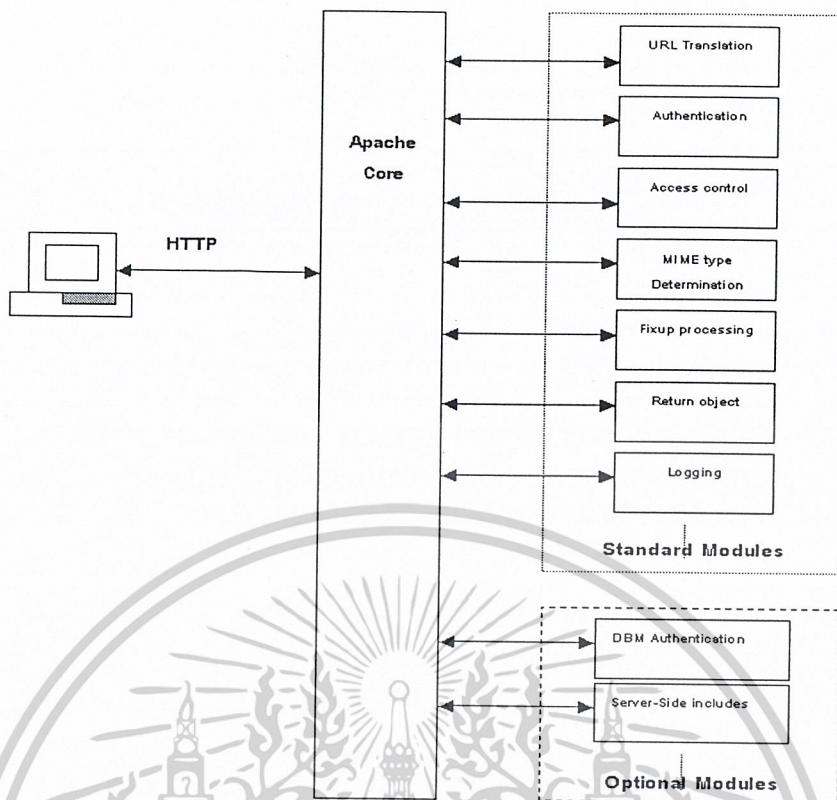 URL Translation
Authentication
Apache
Core
Access control
HTTP
MIME type
Determination
Fixup processing
Return object
Logging
Standard Modules
DBM Authentication
Server-Side includes
Optional Modules